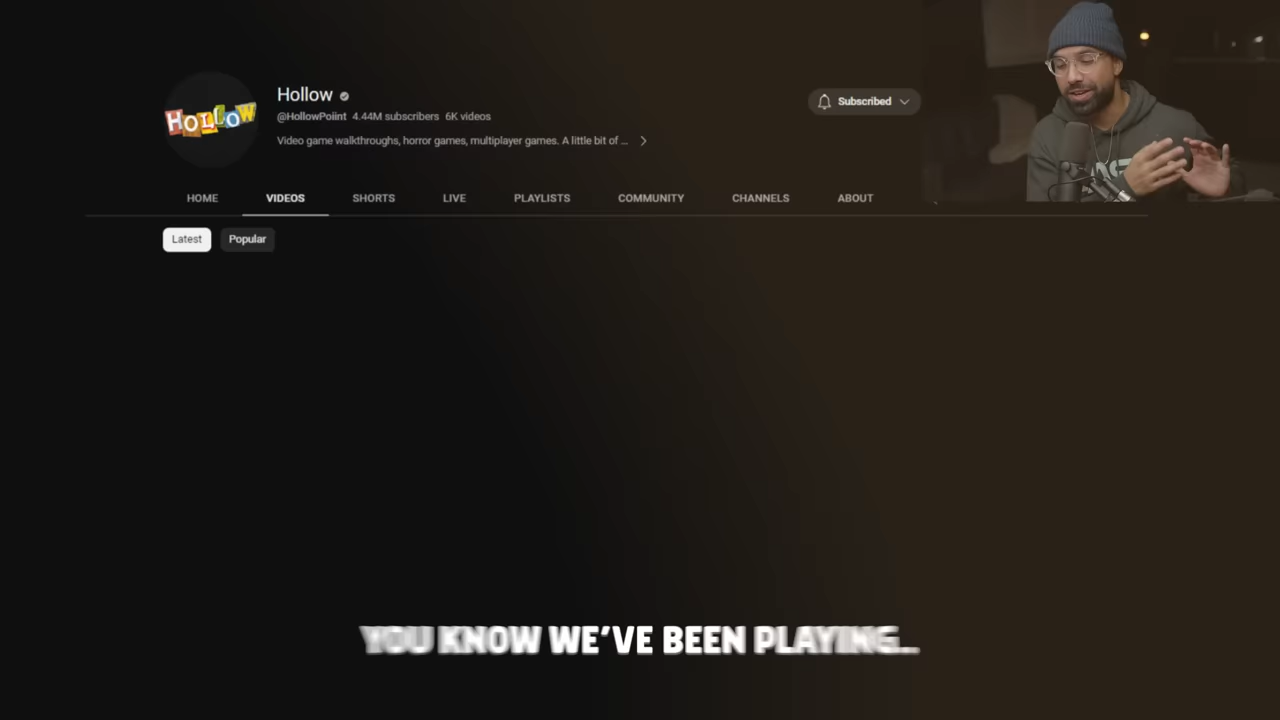 HOLLOW
Hollow
@HollowPoiint 4.44M subscribers 6K videos
Subscribed
Video game walkthroughs, horror games, multiplayer games. A little bit of ...
HOME VIDEOS SHORTS LIVE PLAYLISTS COMMUNITY CHANNELS ABOUT
Latest Popular
YOU KNOW WE'VE BEEN PLAYING...